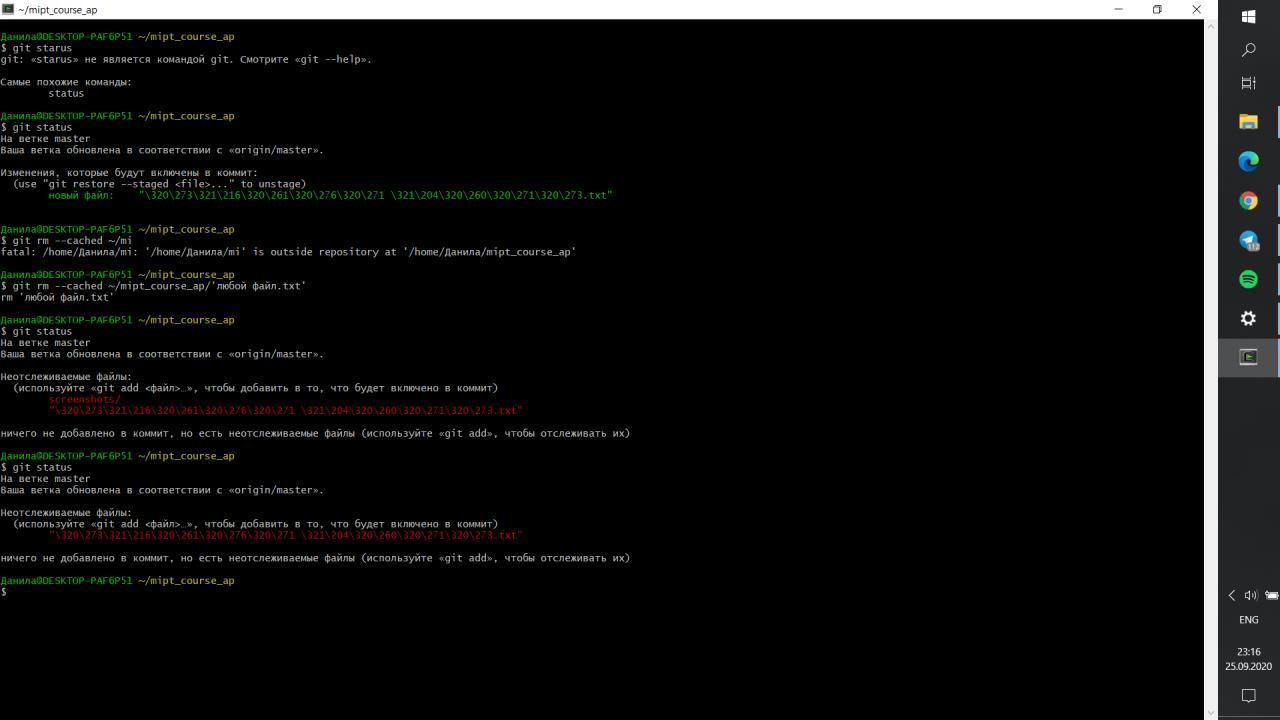 ~/mipt_course_ap
Данила@DESKTOP-PAF6P51 ~/mipt_course_ap
$ git starus
git: «starus» не является командой git. Смотрите «git --help».
Самые похожие команды:
status
Данила@DESKTOP-PAF6P51 ~/mipt_course_ap
$ git status
На ветке master
Ваша ветка обновлена в соответствии с «origin/master».
Изменения, которые будут включены в коммит:
(use "git restore --staged <file>..." to unstage)
новый файл: "\320\273\321\216\320\261\320\276\320\271 \321\204\320\260\320\271\320\273.txt"
Данила@DESKTOP-PAF6P51 ~/mipt_course_ap
$ git rm --cached ~/mi
fatal: /home/Данила/mi: '/home/Данила/mi' is outside repository at '/home/Данила/mipt_course_ap'
Данила@DESKTOP-PAF6P51 ~/mipt_course_ap
$ git rm --cached ~/mipt_course_ap/'любой файл.txt'
rm 'любой файл.txt'
Данила@DESKTOP-PAF6P51 ~/mipt_course_ap
$ git status
На ветке master
Ваша ветка обновлена в соответствии с «origin/master».
Неотслеживаемые файлы:
(используйте «git add <файл>…», чтобы добавить в то, что будет включено в коммит)
screenshots/
"\320\273\321\216\320\261\320\276\320\271 \321\204\320\260\320\271\320\273.txt"
ничего не добавлено в коммит, но есть неотслеживаемые файлы (используйте «git add», чтобы отслеживать их)
Данила@DESKTOP-PAF6P51 ~/mipt_course_ap
$ git status
На ветке master
Ваша ветка обновлена в соответствии с «origin/master».
Неотслеживаемые файлы:
(используйте «git add <файл>…», чтобы добавить в то, что будет включено в коммит)
"\320\273\321\216\320\261\320\276\320\271 \321\204\320\260\320\271\320\273.txt"
ничего не добавлено в коммит, но есть неотслеживаемые файлы (используйте «git add», чтобы отслеживать их)
Данила@DESKTOP-PAF6P51 ~/mipt_course_ap
$
ENG
23:16
25.09.2020